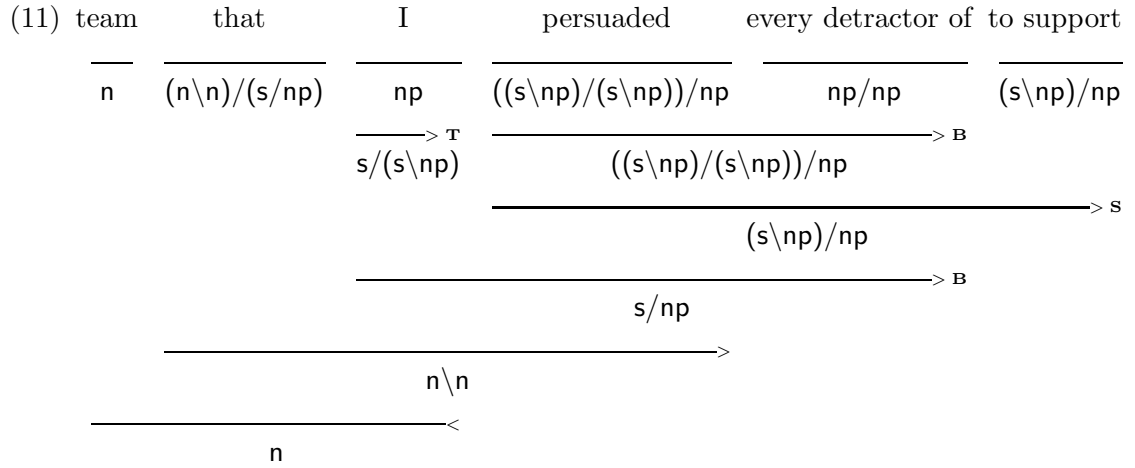 (11) team that I persuaded every detractor of to support
n (n\n)/(s/np) np ((s\np)/(s\np))/np np/np (s\np)/np
> T > B
s/(s\np) ((s\np)/(s\np))/np
> S
(s\np)/np
> B
s/np
>
n\n
<
n